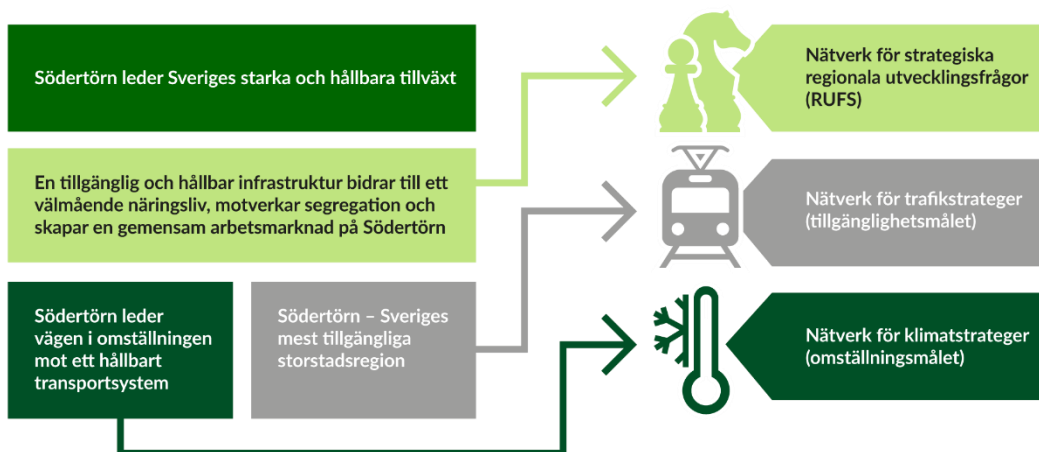 Södertörn leder Sveriges starka och hållbara tillväxt
En tillgänglig och hållbar infrastruktur bidrar till ett
välmående näringsliv, motverkar segregation och
skapar en gemensam arbetsmarknad på Södertörn
Södertörn leder
vägen i omställningen
mot ett hållbart
transportsystem
Södertörn – Sveriges
mest tillgängliga
storstadsregion
Nätverk för strategiska
regionala utvecklingsfrågor
(RUFS)
Nätverk för trafikstrateger
(tillgänglighetsmålet)
Nätverk för klimatstrateger
(omställningsmålet)